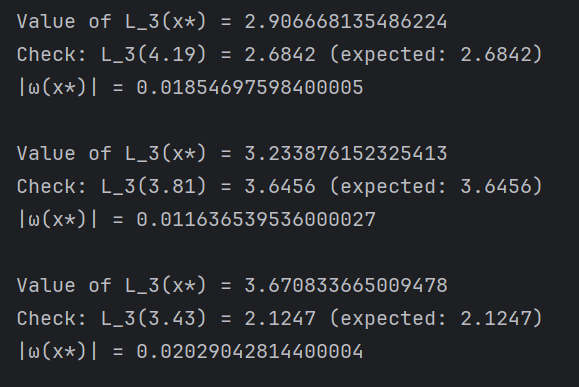 Value of L_3(x*) = 2.906668135486224
Check: L_3(4.19) = 2.6842 (expected: 2.6842)
|ω(x*)| = 0.01854697598400005
Value of L_3(x*) = 3.233876152325413
Check: L_3(3.81) = 3.6456 (expected: 3.6456)
|ω(x*)| = 0.011636539536000027
Value of L_3(x*) = 3.670833665009478
Check: L_3(3.43) = 2.1247 (expected: 2.1247)
|ω(x*)| = 0.02029042814400004